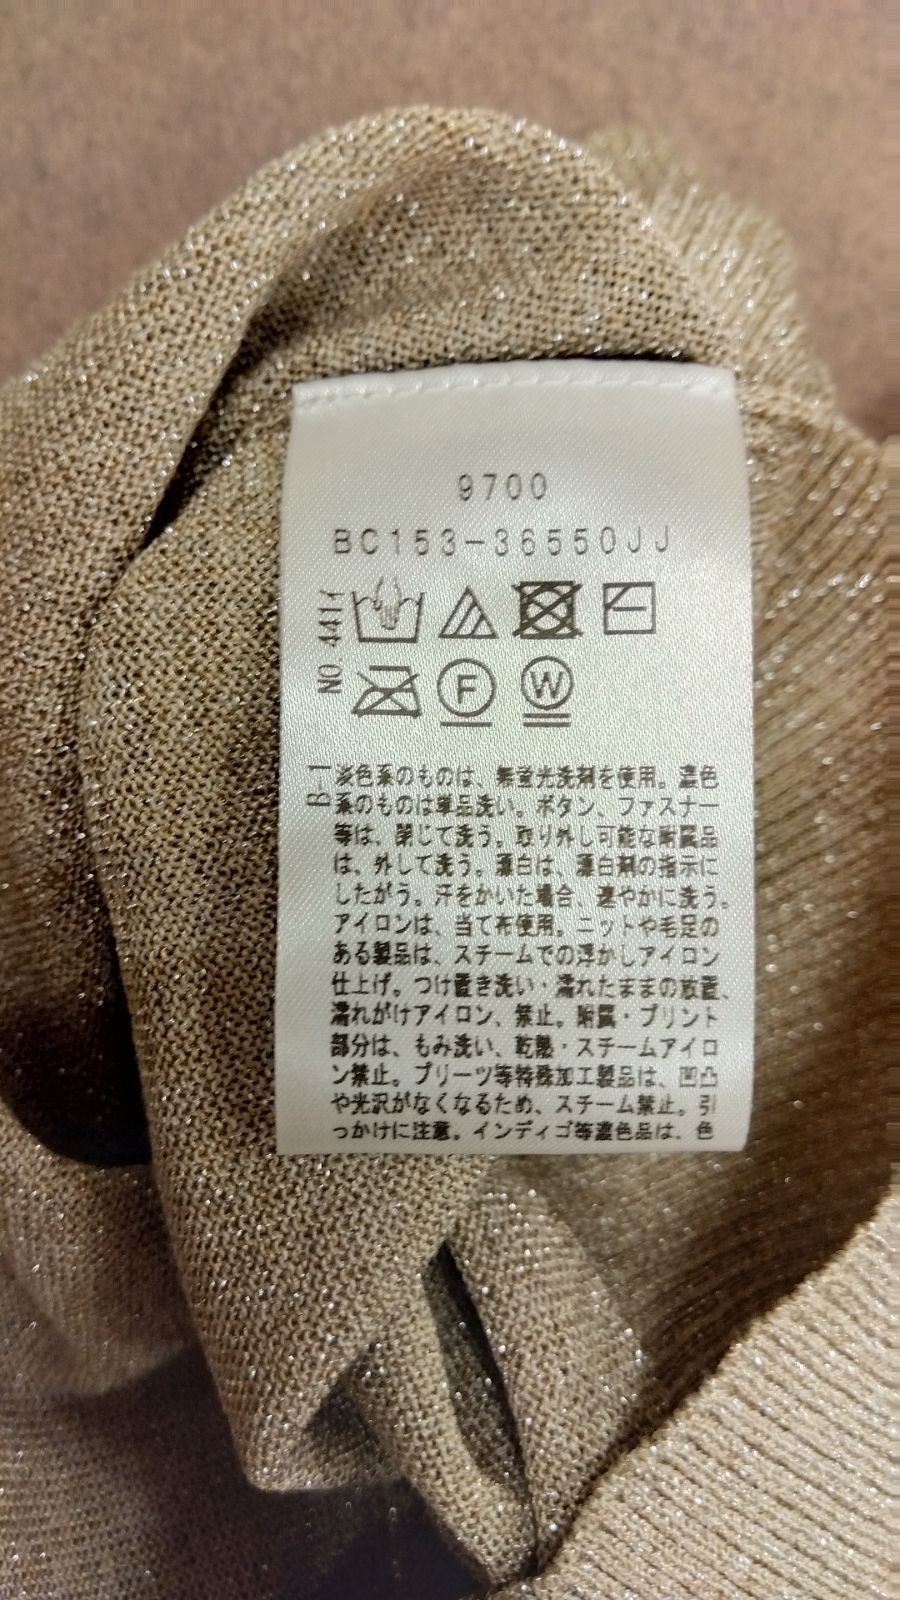 9700
BC153-36550JJ
NO. 441イ
F
W
B 1
淡色系のものは、無蛍光洗剤を使用。濃色
系のものは単品洗い。ボタン、ファスナー
等は、閉じて洗う。取り外し可能な附属品
は、外して洗う。漂白は、漂白剤の指示に
したがう。汗をかいた場合、速やかに洗う。
アイロンは、当て布使用。ニットや毛足の
ある製品は、スチームでの浮かしアイロン
仕上げ。つけ置き洗い・濡れたままの放置、
濡れがけアイロン、禁止。附属・プリント
部分は、もみ洗い、乾熱・スチームアイロ
ン禁止。プリーツ等特殊加工製品は、凹凸
や光沢がなくなるため、スチーム禁止。引
っかけに注意。インディゴ等濃色品は、色